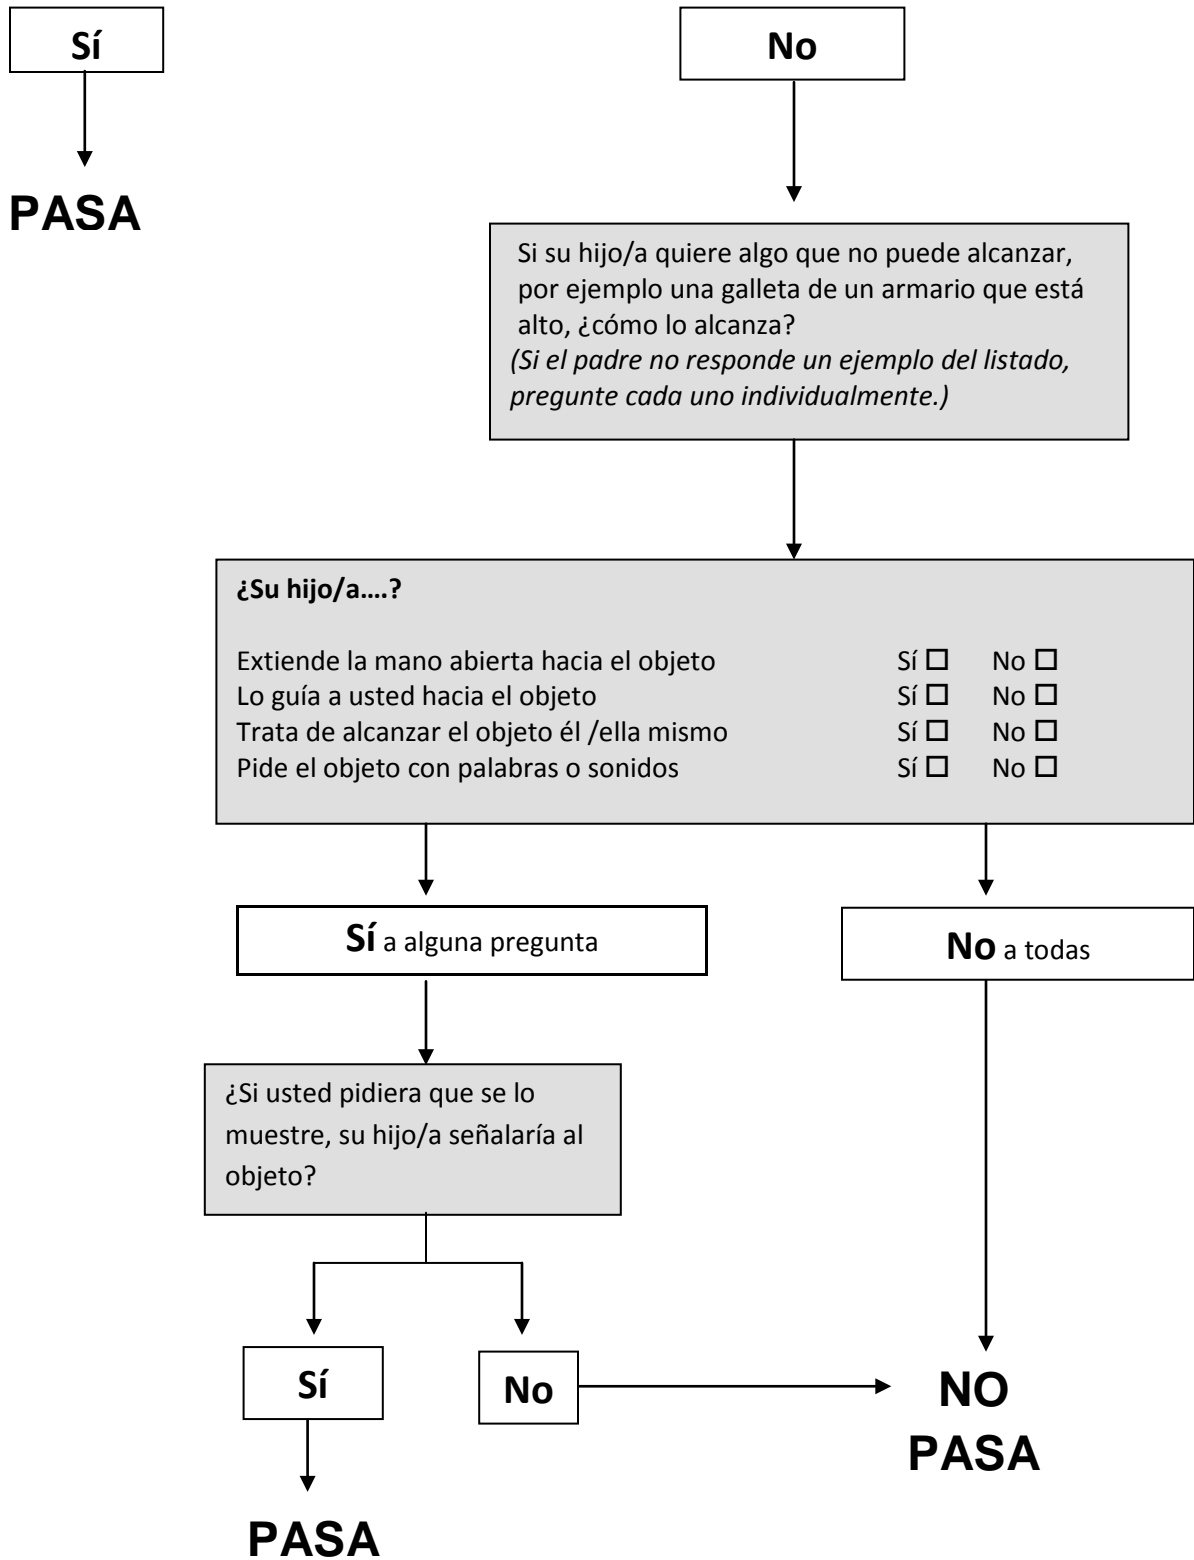 Sí
No
PASA
Si su hijo/a quiere algo que no puede alcanzar,
por ejemplo una galleta de un armario que está
alto, ¿cómo lo alcanza?
(Si el padre no responde un ejemplo del listado,
pregunte cada uno individualmente.)
¿Su hijo/a....?
Extiende la mano abierta hacia el objeto Sí ☐ No ☐
Lo guía a usted hacia el objeto Sí ☐ No ☐
Trata de alcanzar el objeto él /ella mismo Sí ☐ No ☐
Pide el objeto con palabras o sonidos Sí ☐ No ☐
Sí a alguna pregunta
No a todas
¿Si usted pidiera que se lo
muestre, su hijo/a señalaría al
objeto?
Sí
No
NO
PASA
PASA